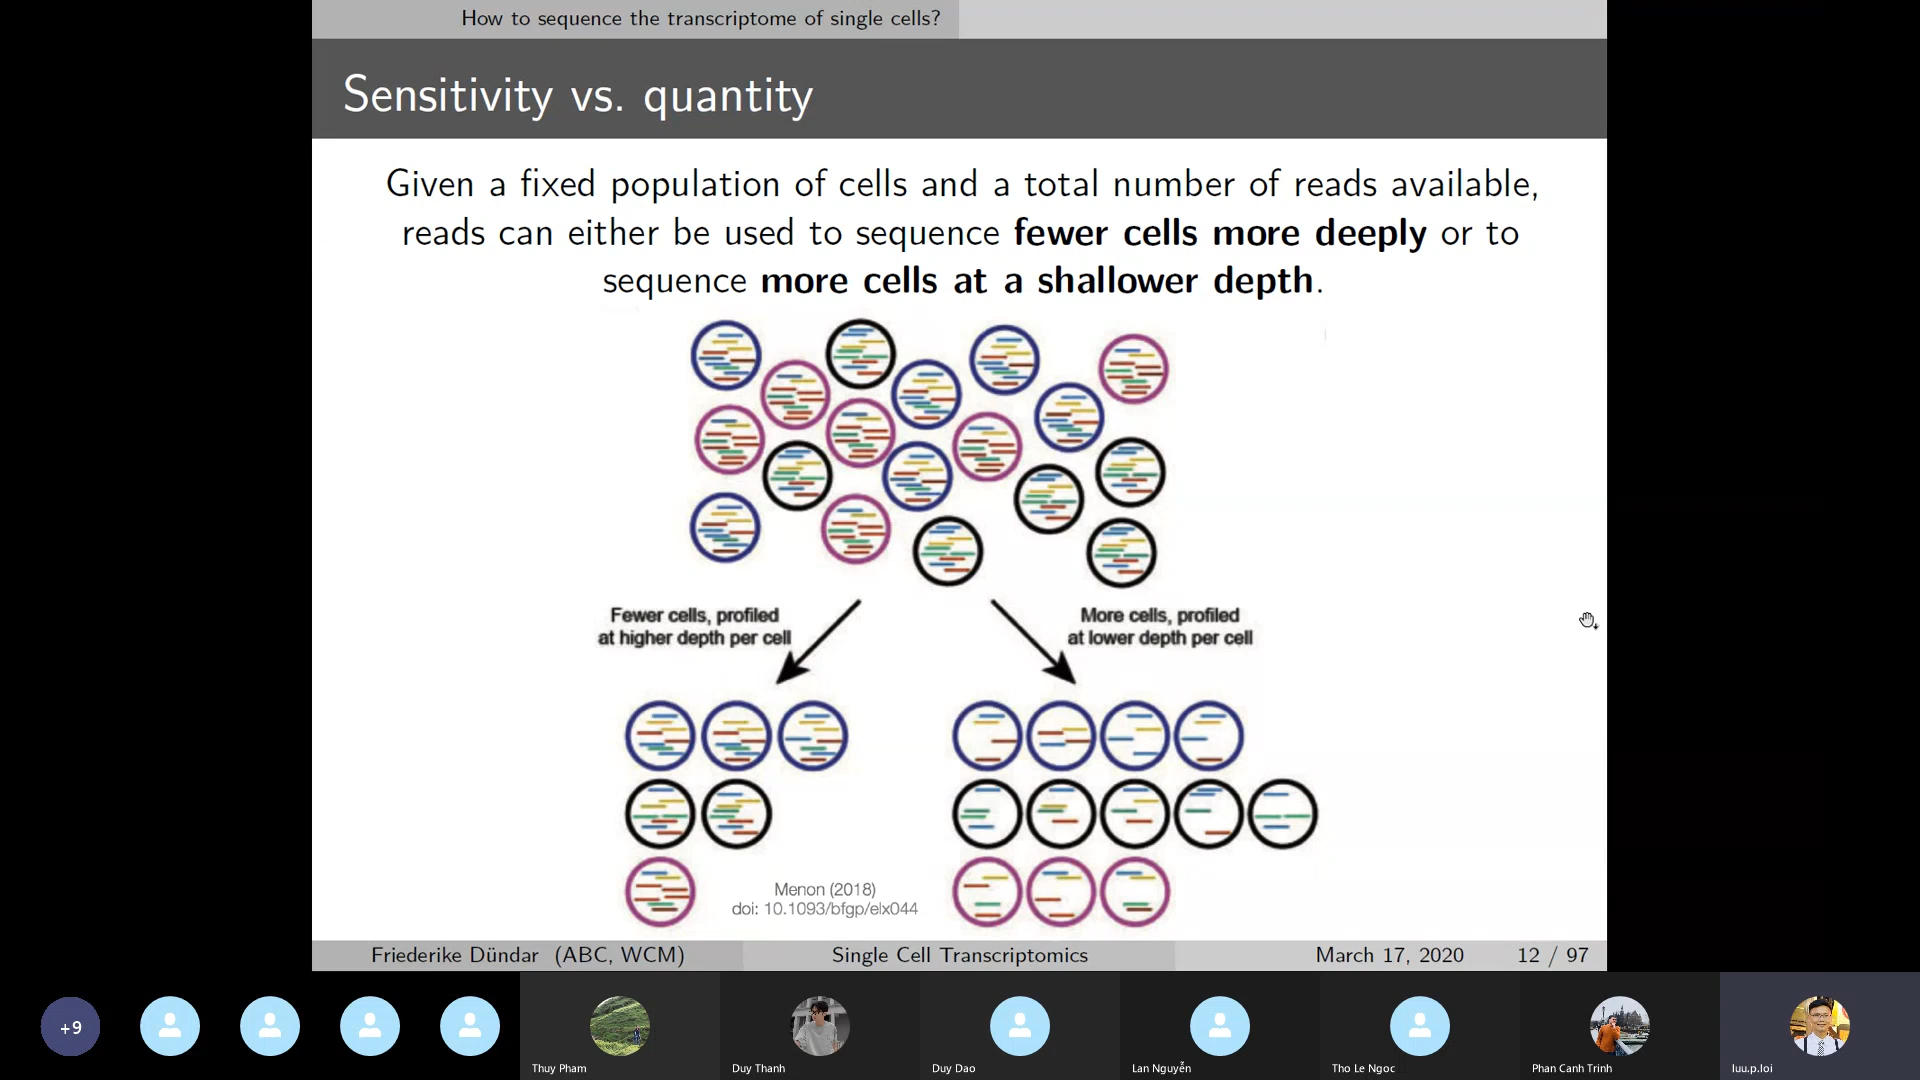 How to sequence the transcriptome of single cells?
Sensitivity vs. quantity
Given a fixed population of cells and a total number of reads available,
reads can either be used to sequence fewer cells more deeply or to
sequence more cells at a shallower depth.
Fewer cells, profiled
at higher depth per cell
More cells, profiled
at lower depth per cell
Menon (2018)
doi: 10.1093/bfgp/elx044
Friederike Dündar (ABC, WCM)
Single Cell Transcriptomics
March 17, 2020
12 / 97
+9
Thuy Pham
Duy Thanh
Duy Dao
Lan Nguyễn
Tho Le Ngoc
Phan Canh Trinh
luu.p.loi